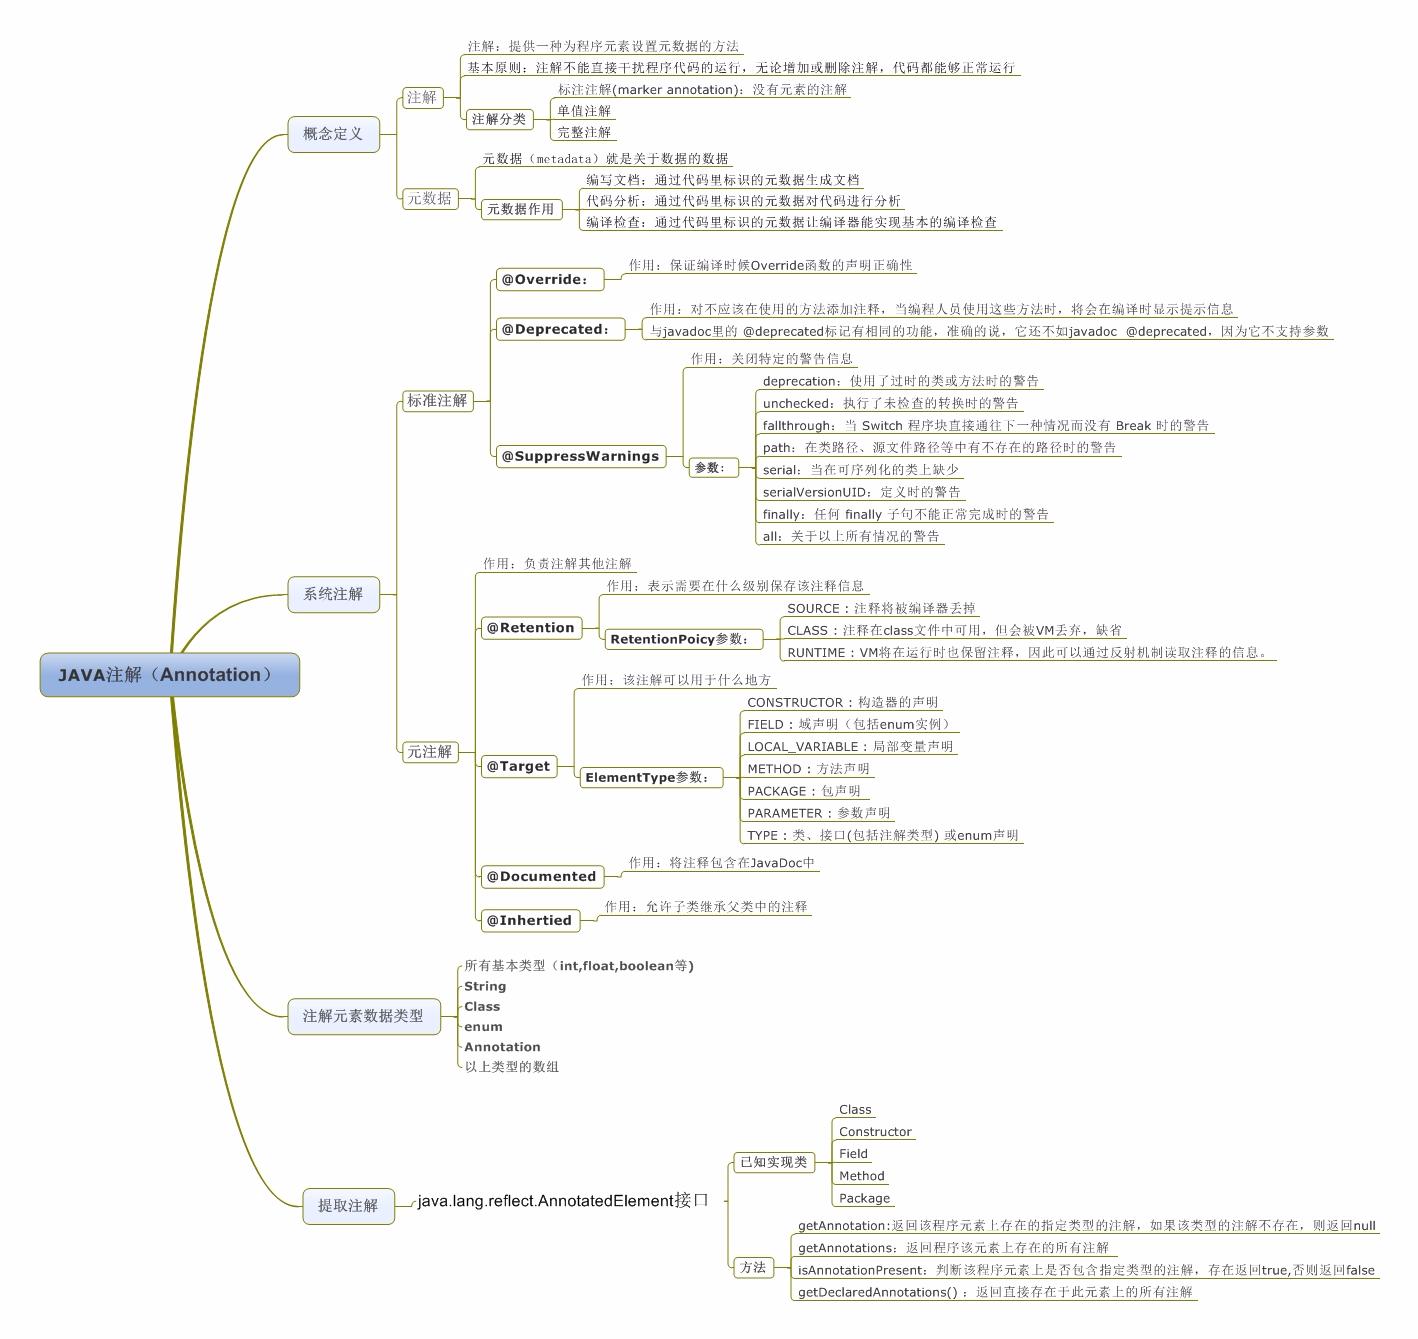 JAVA注解（Annotation）
概念定义
注解
注解：提供一种为程序元素设置元数据的方法
基本原则：注解不能直接干扰程序代码的运行，无论增加或删除注解，代码都能够正常运行
注解分类
标注注解(marker annotation)：没有元素的注解
单值注解
完整注解
元数据
元数据（metadata）就是关于数据的数据
元数据作用
编写文档：通过代码里标识的元数据生成文档
代码分析：通过代码里标识的元数据对代码进行分析
编译检查：通过代码里标识的元数据让编译器能实现基本的编译检查
系统注解
标准注解
@Override：
作用：保证编译时候Override函数的声明正确性
@Deprecated：
作用：对不应该在使用的方法添加注释，当编程人员使用这些方法时，将会在编译时显示提示信息
与javadoc里的 @deprecated标记有相同的功能，准确的说，它还不如javadoc @deprecated，因为它不支持参数
@SuppressWarnings
作用：关闭特定的警告信息
参数：
deprecation：使用了过时的类或方法时的警告
unchecked：执行了未检查的转换时的警告
fallthrough：当 Switch 程序块直接通往下一种情况而没有 Break 时的警告
path：在类路径、源文件路径等中有不存在的路径时的警告
serial：当在可序列化的类上缺少
serialVersionUID：定义时的警告
finally：任何 finally 子句不能正常完成时的警告
all：关于以上所有情况的警告
元注解
作用：负责注解其他注解
@Retention
作用：表示需要在什么级别保存该注释信息
RetentionPoicy参数：
SOURCE：注释将被编译器丢掉
CLASS：注释在class文件中可用，但会被VM丢弃，缺省
RUNTIME：VM将在运行时也保留注释，因此可以通过反射机制读取注释的信息。
@Target
作用：该注解可以用于什么地方
ElementType参数：
CONSTRUCTOR：构造器的声明
FIELD：域声明（包括enum实例）
LOCAL_VARIABLE：局部变量声明
METHOD：方法声明
PACKAGE：包声明
PARAMETER：参数声明
TYPE：类、接口(包括注解类型) 或enum声明
@Documented
作用：将注释包含在JavaDoc中
@Inhertied
作用：允许子类继承父类中的注释
注解元素数据类型
所有基本类型（int,float,boolean等)
String
Class
enum
Annotation
以上类型的数组
提取注解
java.lang.reflect.AnnotatedElement接口
已知实现类
Class
Constructor
Field
Method
Package
方法
getAnnotation:返回该程序元素上存在的指定类型的注解，如果该类型的注解不存在，则返回null
getAnnotations：返回程序该元素上存在的所有注解
isAnnotationPresent：判断该程序元素上是否包含指定类型的注解，存在返回true,否则返回false
getDeclaredAnnotations()：返回直接存在于此元素上的所有注解